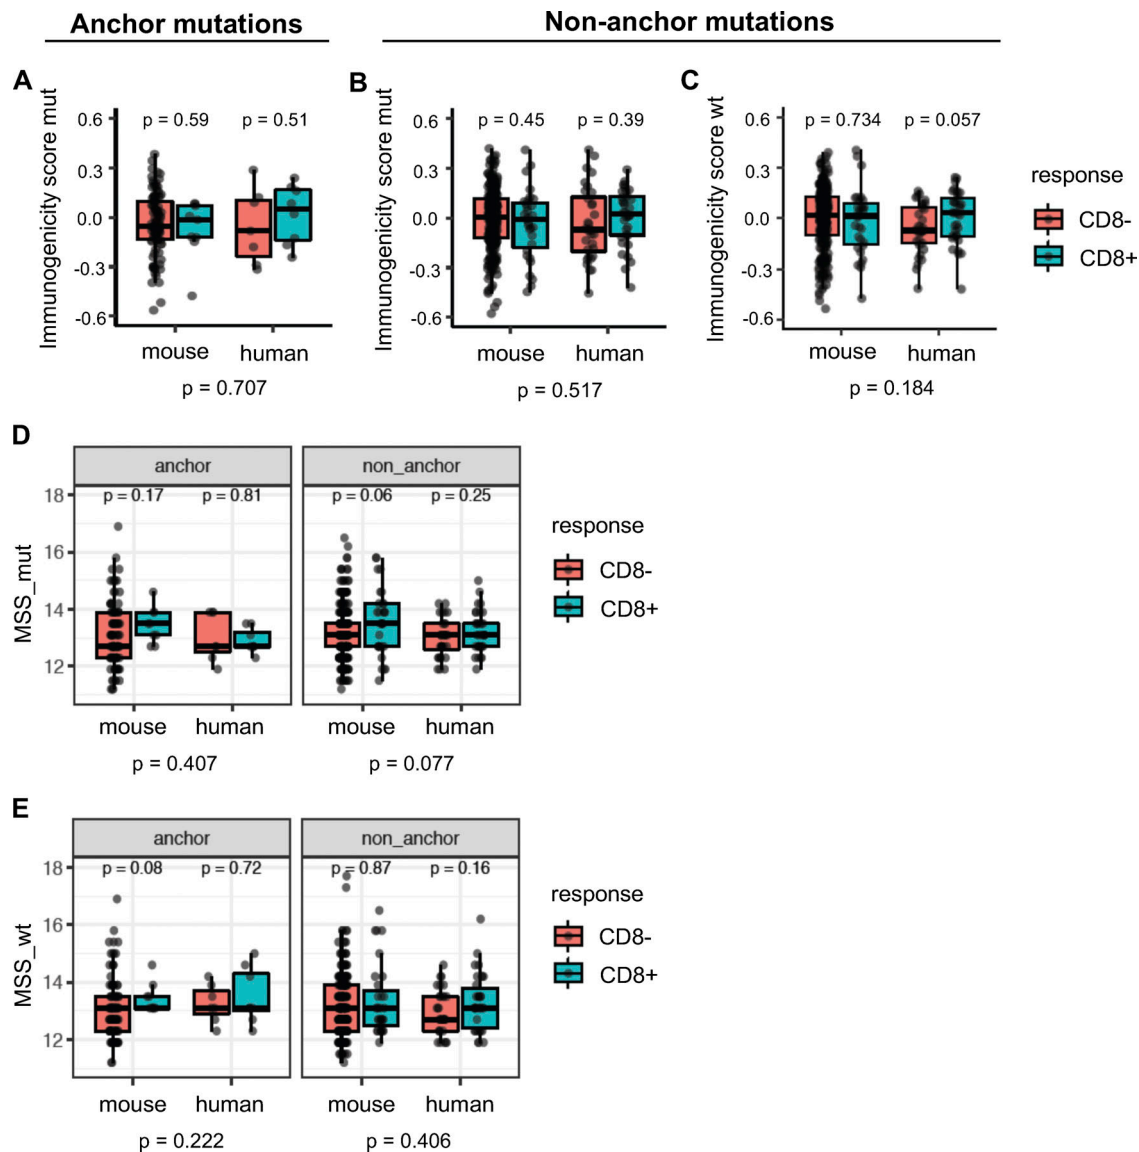 Anchor mutations
Non-anchor mutations
A
Immunogenicity score mut
0.6
0.3
0.0
-0.3
-0.6
p = 0.59
p = 0.51
mouse
human
p = 0.707
B
Immunogenicity score mut
0.6
0.3
0.0
-0.3
-0.6
p = 0.45
p = 0.39
mouse
human
p = 0.517
C
Immunogenicity score wt
0.6
0.3
0.0
-0.3
-0.6
p = 0.734
p = 0.057
mouse
human
p = 0.184
response
CD8-
CD8+
D
MSS_mut
18
16
14
12
anchor
p = 0.17
p = 0.81
mouse
human
p = 0.407
non_anchor
p = 0.06
p = 0.25
mouse
human
p = 0.077
response
CD8-
CD8+
E
MSS_wt
18
16
14
12
anchor
p = 0.08
p = 0.72
mouse
human
p = 0.222
non_anchor
p = 0.87
p = 0.16
mouse
human
p = 0.406
response
CD8-
CD8+